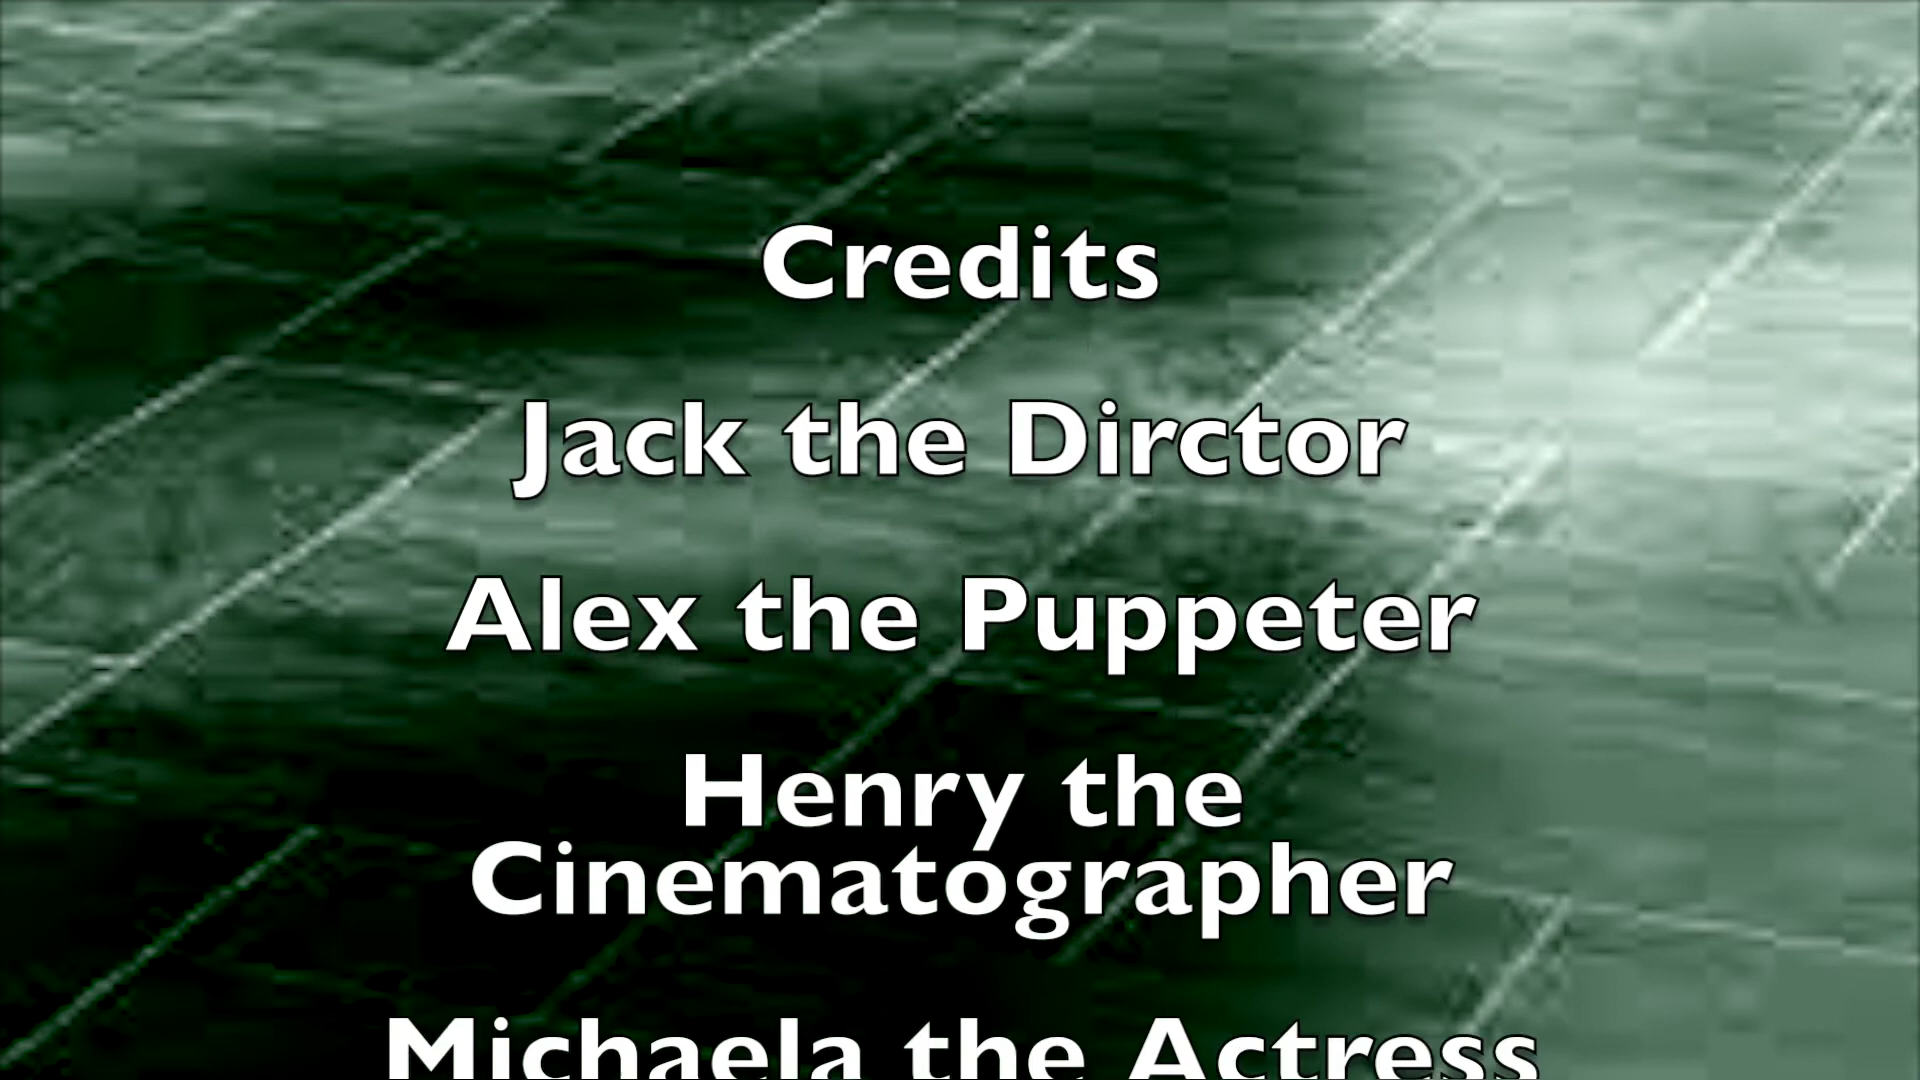 Credits
Jack the Dirctor
Alex the Puppeter
Henry the
Cinematographer
Michaela the Actress